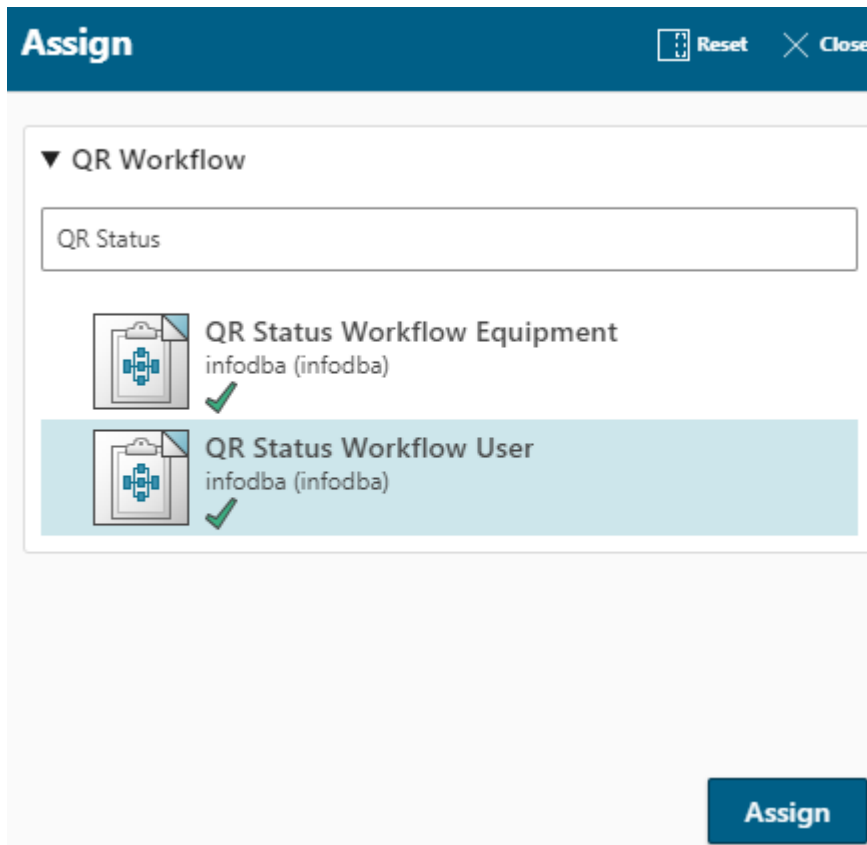 Assign
Reset
Close
QR Workflow
QR Status
QR Status Workflow Equipment
infodba (infodba)
QR Status Workflow User
infodba (infodba)
Assign